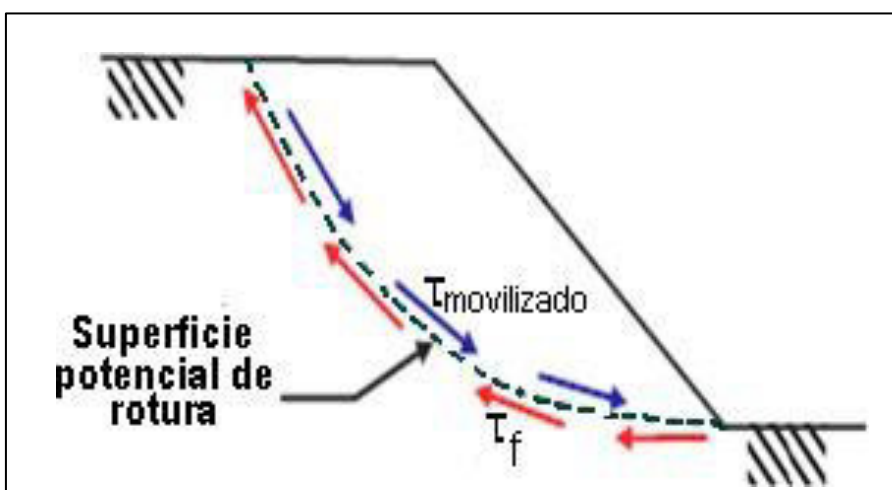 τmovilizado
Superficie
potencial de
rotura
τf